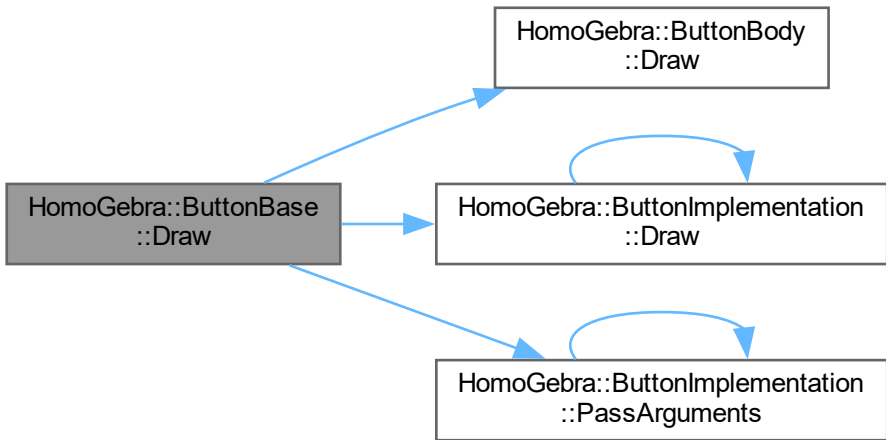 HomoGebra::ButtonBody
::Draw
HomoGebra::ButtonBase
::Draw
HomoGebra::ButtonImplementation
::Draw
HomoGebra::ButtonImplementation
::PassArguments